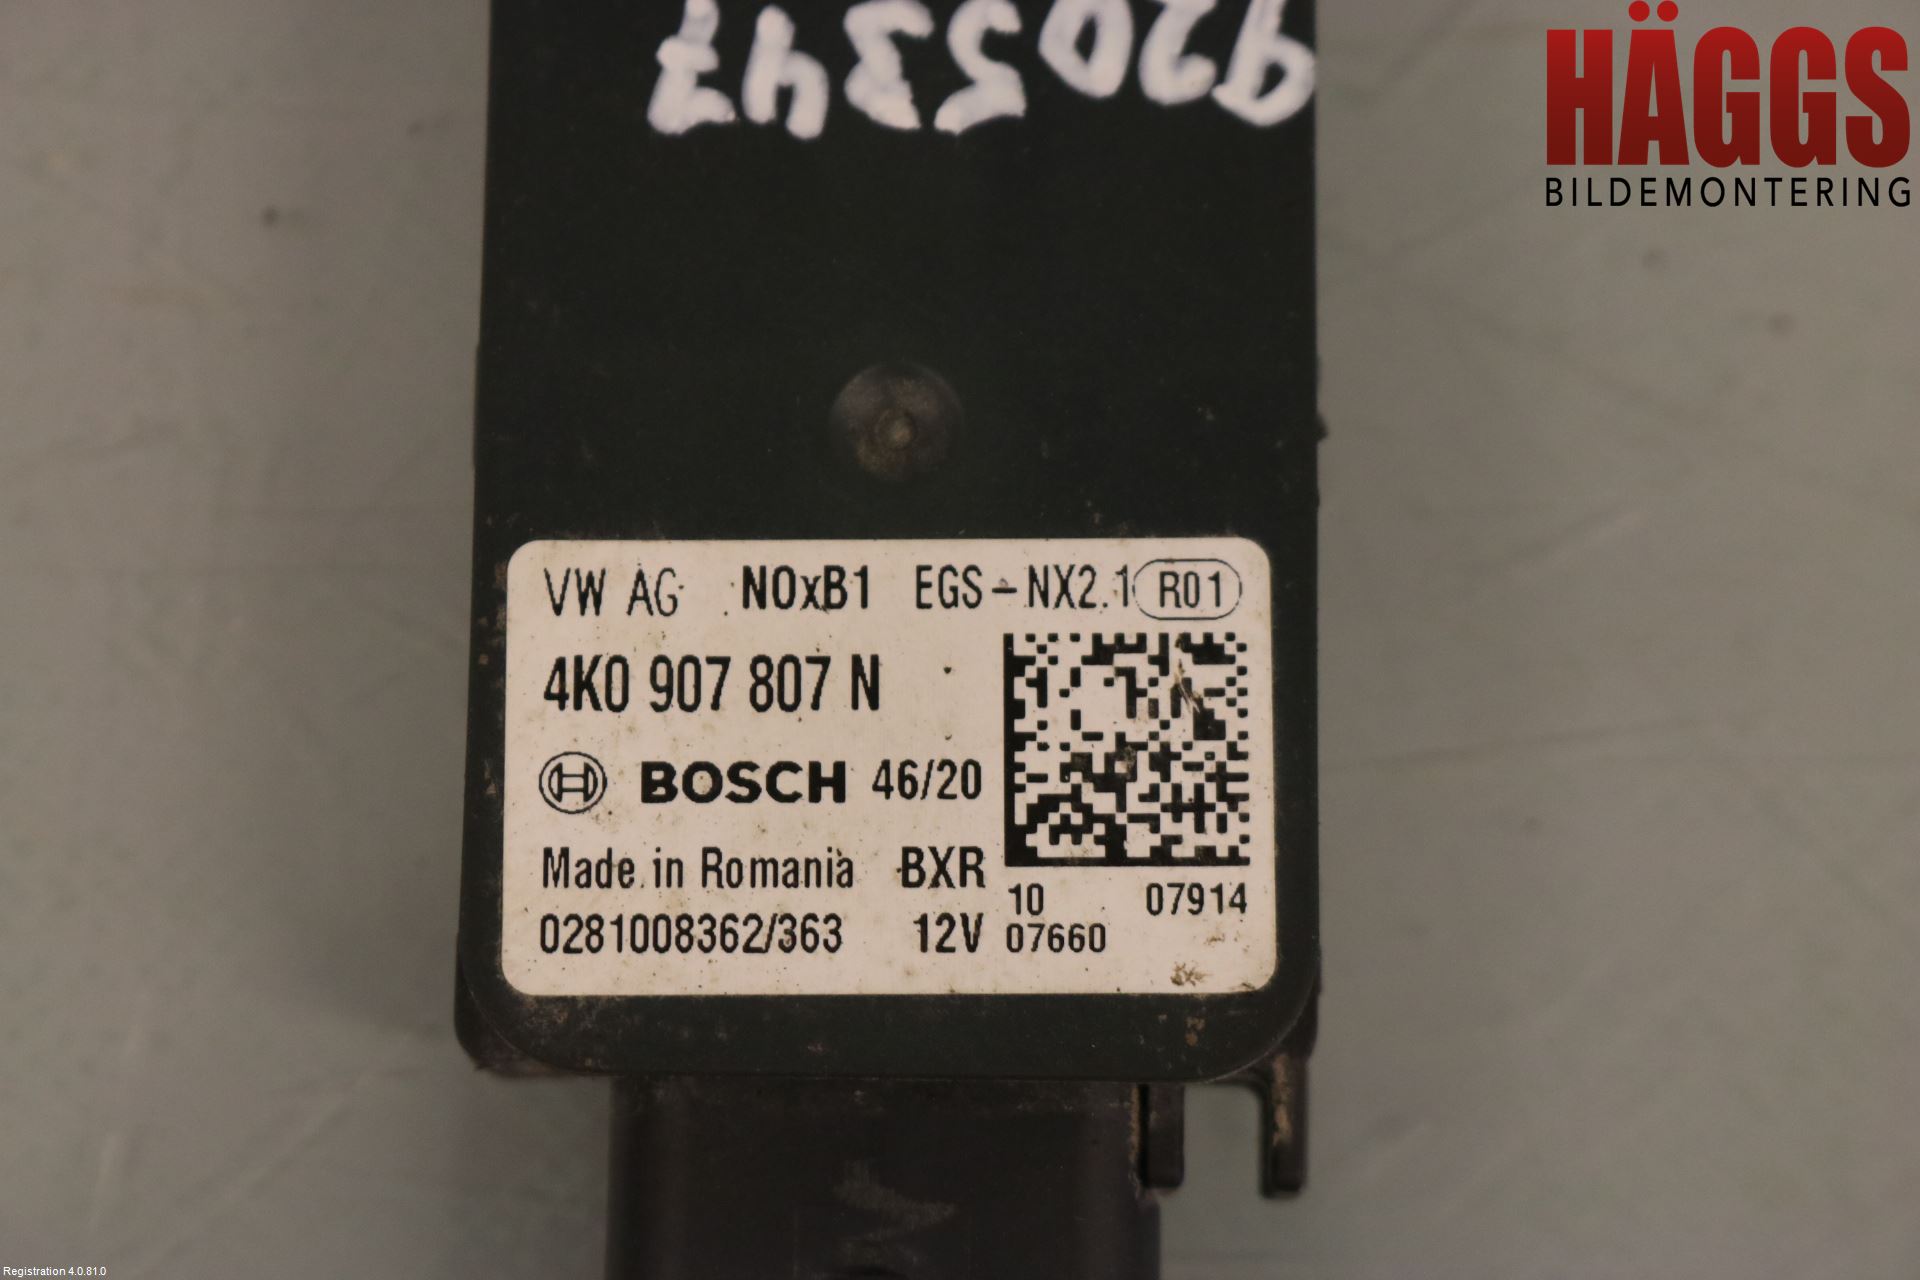 9205347
HÄGGS
BILDEMONTERING
VW AG NOxB1 EGS-NX2.1 R01
4K0 907 807 N
BOSCH 46/20
Made in Romania BXR
10 07914
0281008362/363 12V 07660
Registration 4.0.81.0